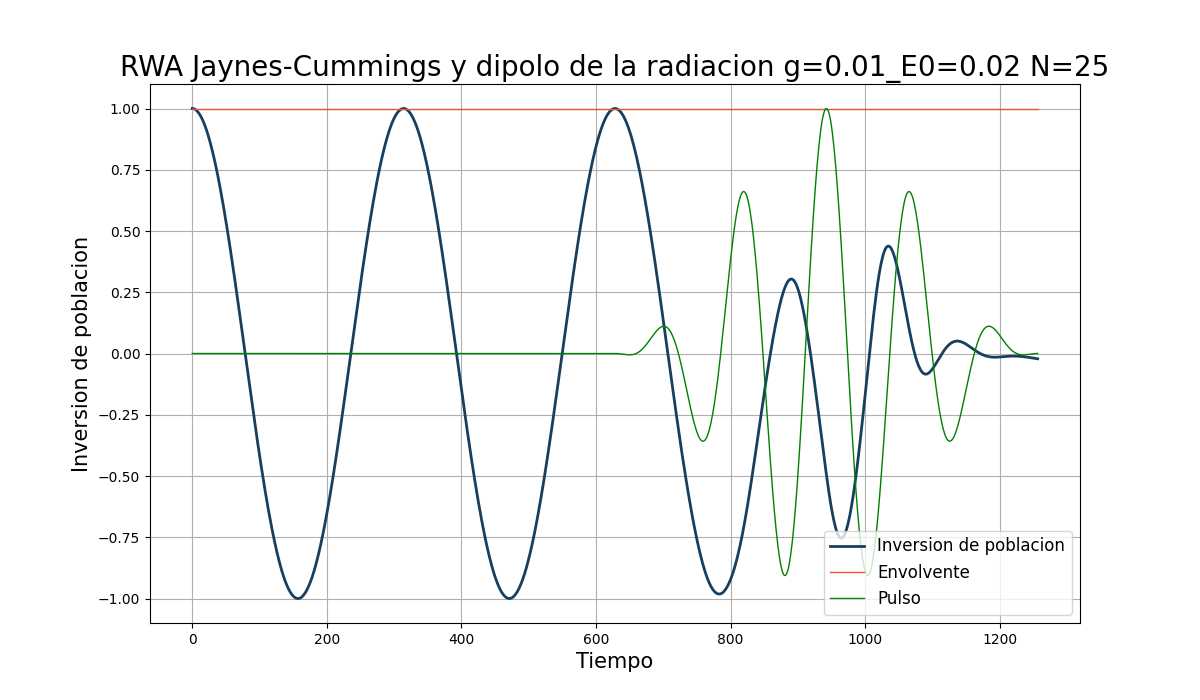 RWA Jaynes-Cummings y dipolo de la radiacion g=0.01_E0=0.02 N=25
Inversion de poblacion
1.00
0.75
0.50
0.25
0.00
−0.25
−0.50
−0.75
−1.00
Inversion de poblacion
Envolvente
Pulso
0 200 400 600 800 1000 1200
Tiempo